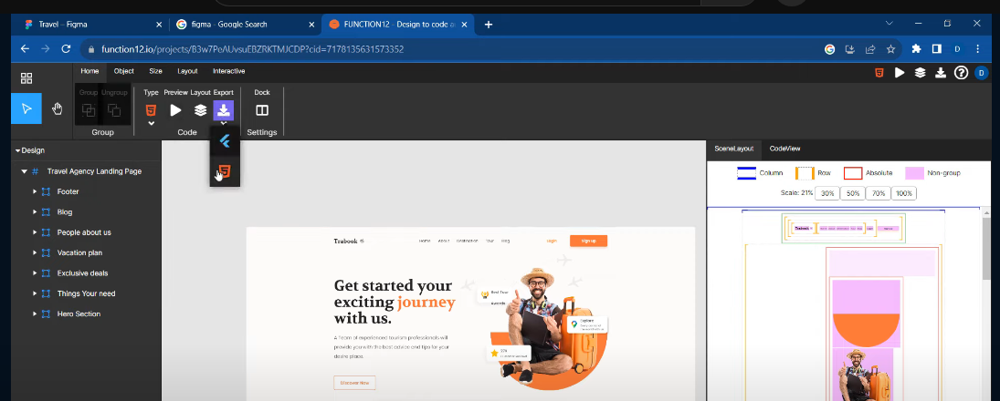 Travel – Figma
figma - Google Search
FUNCTION12 - Design to code a
function12.io/projects/B3w7PeAUvsuEBZRKTMJCDP?cid=7178135631573352
D
Home Object Size Layout Interactive
D
Group Ungroup
Type Preview Layout Export
Dock
Group
Code
Settings
Design
SceneLayout CodeView
Travel Agency Landing Page
Footer
Blog
People about us
Vacation plan
Exclusive deals
Things Your need
Hero Section
Column Row Absolute Non-group
Scale: 21% 30% 50% 70% 100%
Trabook
Home About Destination Tour Blog
Login Sign up
Get started your
exciting journey
with us.
A Team of experienced tourism professionals will
provide you with the best advice and tips for your
desire place.
Discover Now
Best Tour
Awards
Explore
Trabook